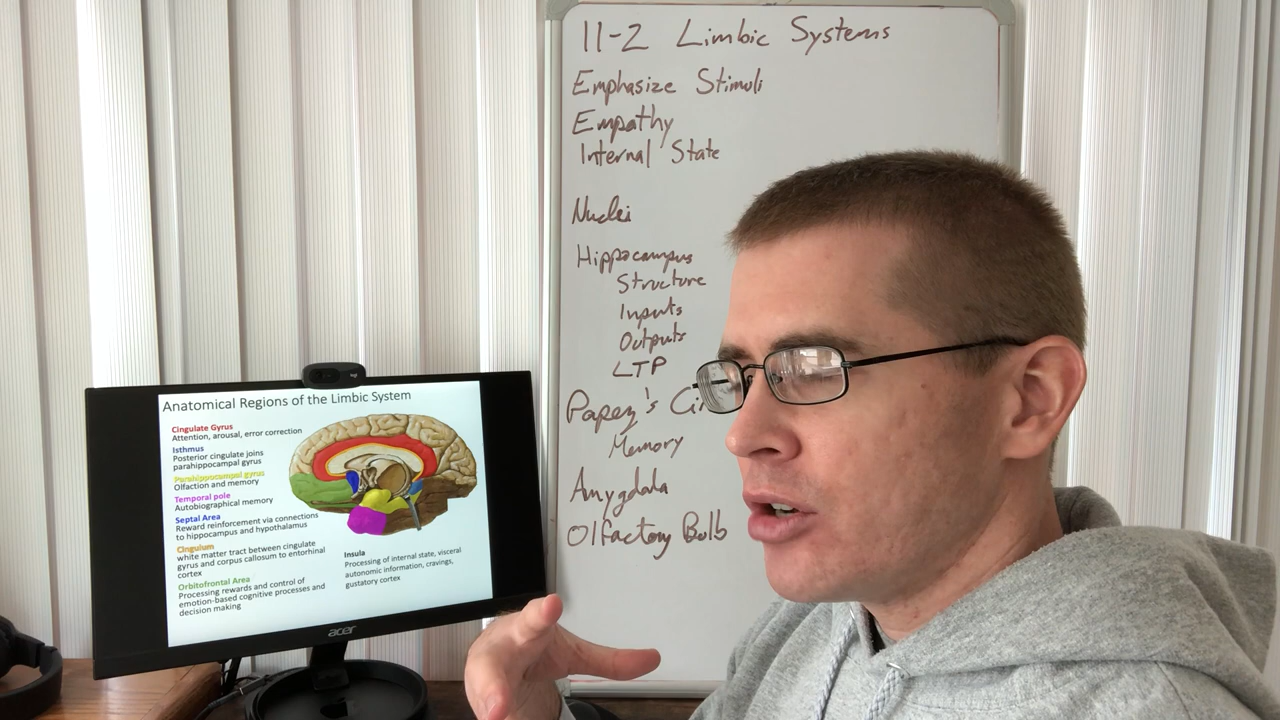 11-2 Limbic Systems
Emphasize Stimuli
Empathy
Internal State
Nuclei
Hippocampus
Structure
Inputs
Outputs
LTP
Papez's Cir
Memory
Amygdala
Olfactory Bulb
Anatomical Regions of the Limbic System
Cingulate Gyrus
Attention, arousal, error correction
Isthmus
Posterior cingulate joins
parahippocampal gyrus
Parahippocampal gyrus
Olfaction and memory
Temporal pole
Autobiographical memory
Septal Area
Reward reinforcement via connections
to hippocampus and hypothalamus
Cingulum
white matter tract between cingulate
gyrus and corpus callosum to entorhinal
cortex
Orbitofrontal Area
Processing rewards and control of
emotion-based cognitive processes and
decision making
Insula
Processing of internal state, visceral
autonomic information, cravings,
gustatory cortex
acer